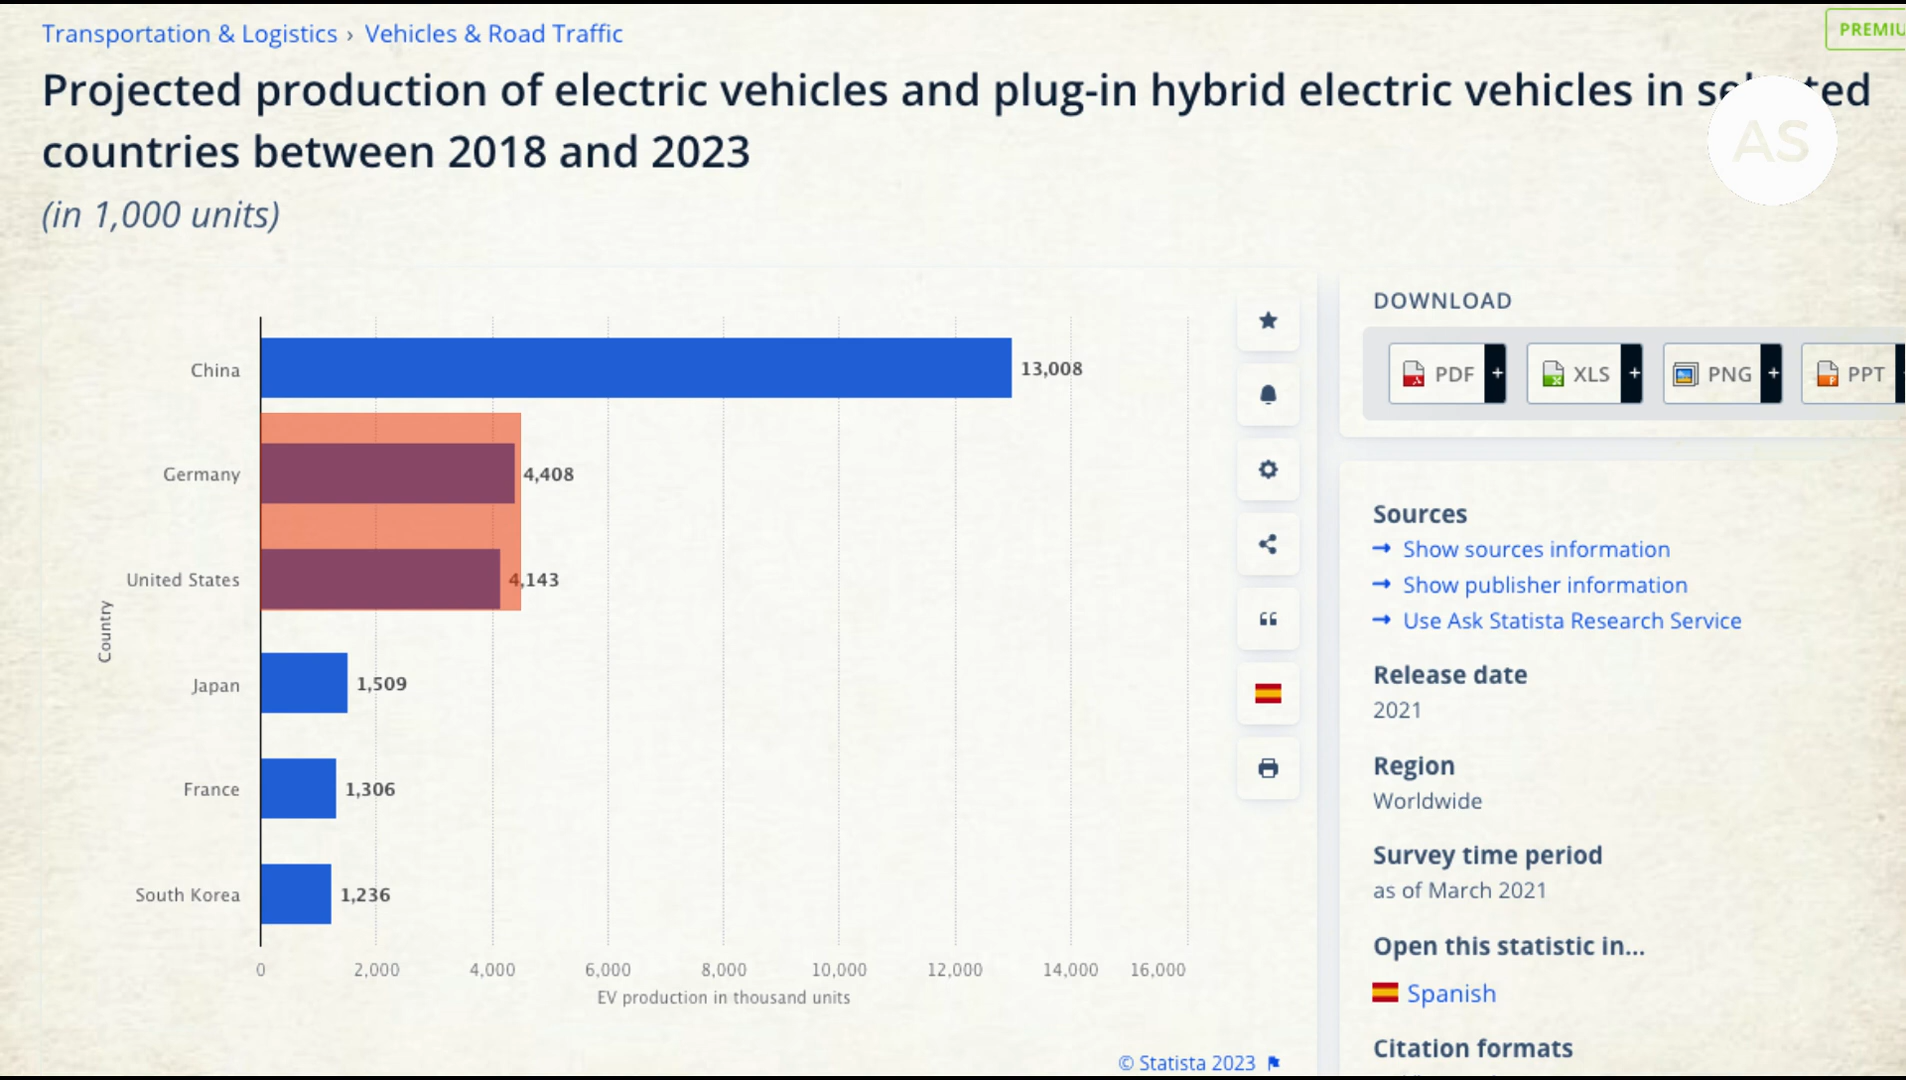 Transportation & Logistics › Vehicles & Road Traffic
PREMIU
Projected production of electric vehicles and plug-in hybrid electric vehicles in
countries between 2018 and 2023
(in 1,000 units)
AS
China 13,008
Germany 4,408
United States 4,143
Japan 1,509
France 1,306
South Korea 1,236
Country
0 2,000 4,000 6,000 8,000 10,000 12,000 14,000 16,000
EV production in thousand units
© Statista 2023
DOWNLOAD
PDF + XLS + PNG + PPT
Sources
→ Show sources information
→ Show publisher information
→ Use Ask Statista Research Service
Release date
2021
Region
Worldwide
Survey time period
as of March 2021
Open this statistic in...
Spanish
Citation formats